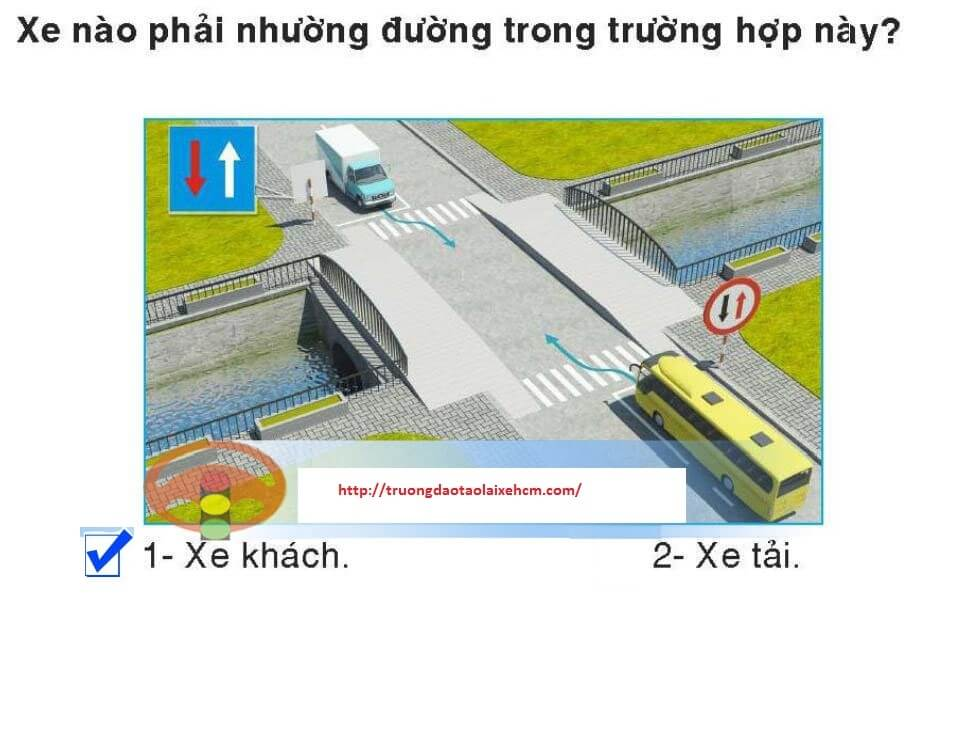 Xe nào phải nhường đường trong trường hợp này?
http://truongdaotaolaixehcm.com/
1- Xe khách.
2- Xe tải.